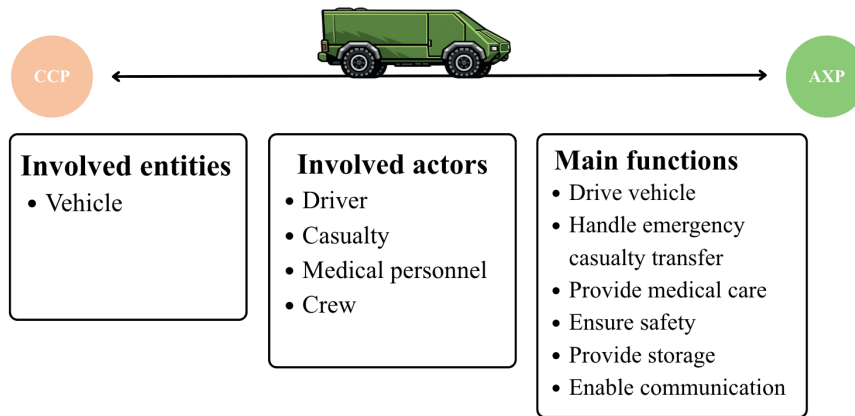 CCP
AXP
Involved entities
• Vehicle
Involved actors
• Driver
• Casualty
• Medical personnel
• Crew
Main functions
• Drive vehicle
• Handle emergency
casualty transfer
• Provide medical care
• Ensure safety
• Provide storage
• Enable communication